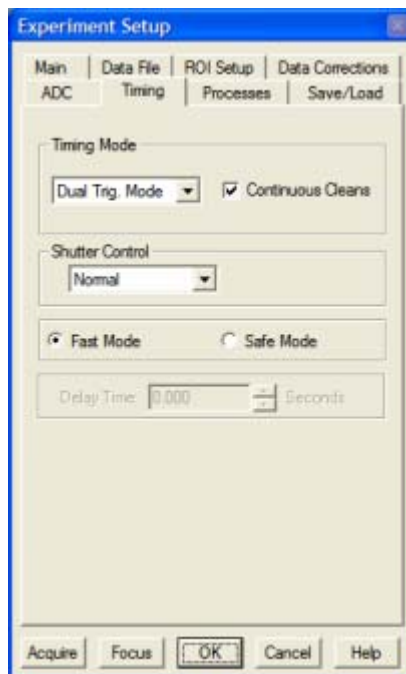 Experiment Setup
Main Data File ROI Setup Data Corrections
ADC Timing Processes Save/Load
Timing Mode
Dual Trig. Mode Continuous Cleans
Shutter Control
Normal
Fast Mode Safe Mode
Delay Time: 0.000 Seconds
Acquire Focus OK Cancel Help